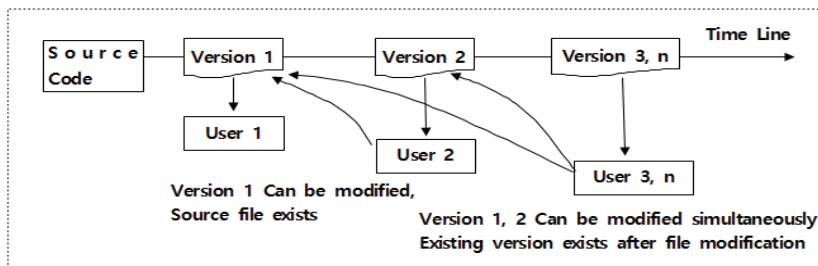 Time Line
Source
Code
Version 1
Version 2
Version 3, n
User 1
User 2
User 3, n
Version 1 Can be modified,
Source file exists
Version 1, 2 Can be modified simultaneously
Existing version exists after file modification